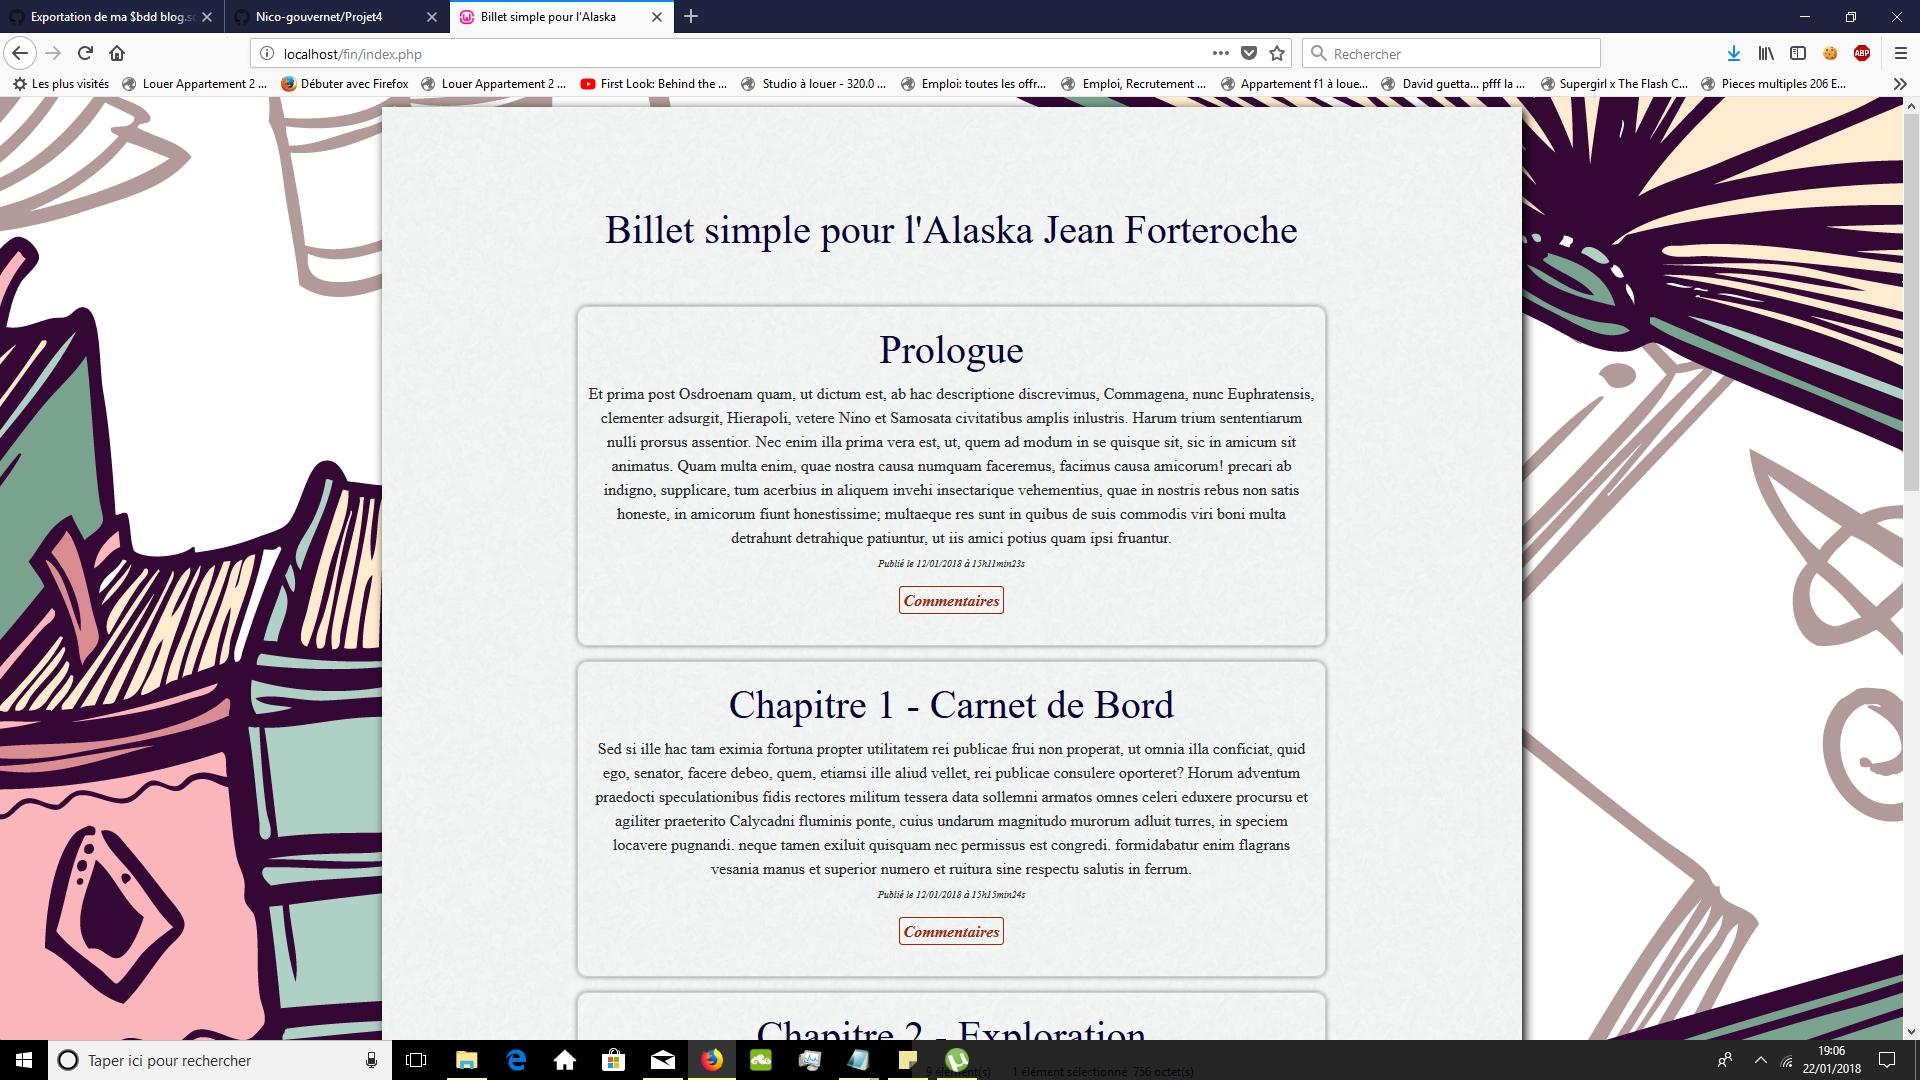 Exportation de ma $bdd blog.s
Nico-gouvernet/Projet4
Billet simple pour l'Alaska
localhost/fin/index.php
Rechercher
Les plus visités
Louer Appartement 2 ...
Débuter avec Firefox
Louer Appartement 2 ...
First Look: Behind the ...
Studio à louer - 320.0 ...
Emploi: toutes les offr...
Emploi, Recrutement ...
Appartement f1 à loue...
David guetta... pfff la ...
Supergirl x The Flash C...
Pieces multiples 206 E...
Billet simple pour l'Alaska Jean Forteroche
Prologue
Et prima post Osdroenam quam, ut dictum est, ab hac descriptione discrevimus, Commagena, nunc Euphratensis,
clementer adsurgit, Hierapoli, vetere Nino et Samosata civitatibus amplis inlustris. Harum trium sententiarum
nulli prorsus assentior. Nec enim illa prima vera est, ut, quem ad modum in se quisque sit, sic in amicum sit
animatus. Quam multa enim, quae nostra causa numquam faceremus, facimus causa amicorum! precari ab
indigno, supplicare, tum acerbius in aliquem invehi insectarique vehementius, quae in nostris rebus non satis
honeste, in amicorum fiunt honestissime; multaeque res sunt in quibus de suis commodis viri boni multa
detrahunt detrahique patiuntur, ut iis amici potius quam ipsi fruantur.
Publié le 12/01/2018 à 15h11min23s
Commentaires
Chapitre 1 - Carnet de Bord
Sed si ille hac tam eximia fortuna propter utilitatem rei publicae frui non properat, ut omnia illa conficiat, quid
ego, senator, facere debeo, quem, etiamsi ille aliud vellet, rei publicae consulere oporteret? Horum adventum
praedocti speculationibus fidis rectores militum tessera data sollemni armatos omnes celeri eduxere procursu et
agiliter praeterito Calycadni fluminis ponte, cuius undarum magnitudo murorum adluit turres, in speciem
locavere pugnandi. neque tamen exiluit quisquam nec permissus est congredi. formidabatur enim flagrans
vesania manus et superior numero et ruitura sine respectu salutis in ferrum.
Publié le 12/01/2018 à 15h15min24s
Commentaires
Chapitre 2 - Exploration
Taper ici pour rechercher
9 élément(s)
1 élément sélectionné 756 octet(s)
19:06
22/01/2018
ABP